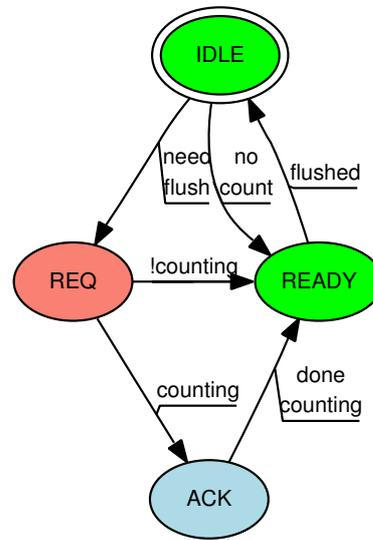 IDLE
need
flush
no
count
flushed
REQ
!counting
READY
counting
done
counting
ACK